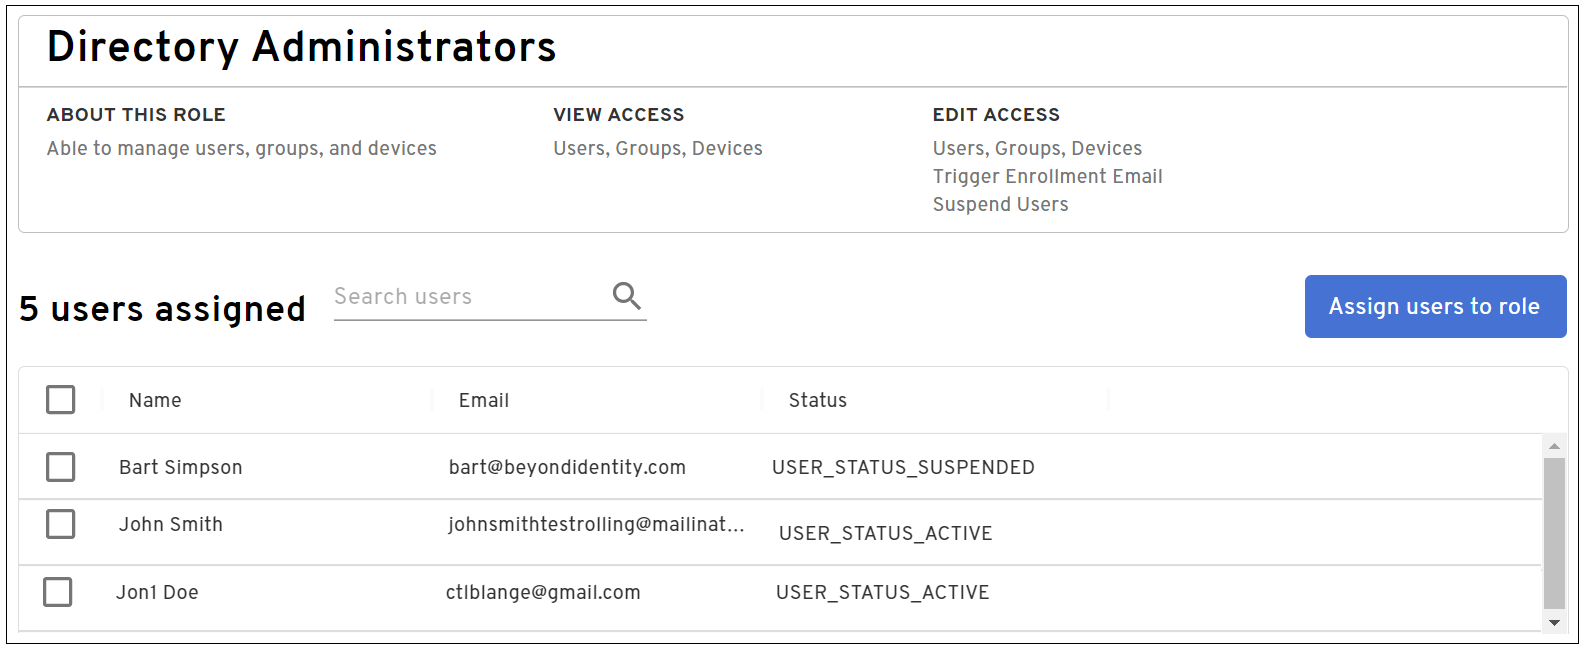 Directory Administrators
ABOUT THIS ROLE
Able to manage users, groups, and devices
VIEW ACCESS
Users, Groups, Devices
EDIT ACCESS
Users, Groups, Devices
Trigger Enrollment Email
Suspend Users
5 users assigned
Search users
Assign users to role
Name Email Status
Bart Simpson bart@beyondidentity.com USER_STATUS_SUSPENDED
John Smith johnsmithtestrolling@mailinat... USER_STATUS_ACTIVE
Jon1 Doe ctlblange@gmail.com USER_STATUS_ACTIVE